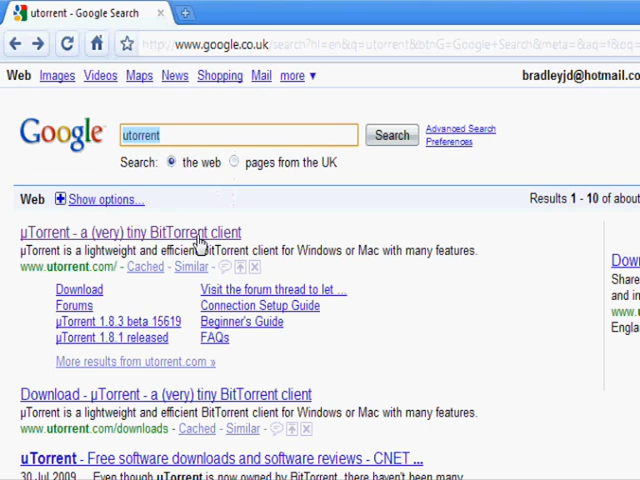 utorrent - Google Search
http://www.google.co.uk/search?hl=en&q=utorrent&btnG=Google+Search&meta=&aq=f&oq=
Web Images Videos Maps News Shopping Mail more ▼
bradleyjd@hotmail.co
Google
utorrent
Search
Advanced Search
Preferences
Search: the web pages from the UK
Web Show options...
Results 1 - 10 of about
µTorrent - a (very) tiny BitTorrent client
µTorrent is a lightweight and efficient BitTorrent client for Windows or Mac with many features.
www.utorrent.com/ - Cached - Similar -
Download
Visit the forum thread to let ...
Forums
Connection Setup Guide
µTorrent 1.8.3 beta 15619
Beginner's Guide
µTorrent 1.8.1 released
FAQs
More results from utorrent.com »
Dow
Share
and in
www.u
Engla
Download - µTorrent - a (very) tiny BitTorrent client
µTorrent is a lightweight and efficient BitTorrent client for Windows or Mac with many features.
www.utorrent.com/downloads - Cached - Similar -
uTorrent - Free software downloads and software reviews - CNET ...
30 Jul 2009 ... Even though uTorrent is now owned by BitTorrent, there haven't been many